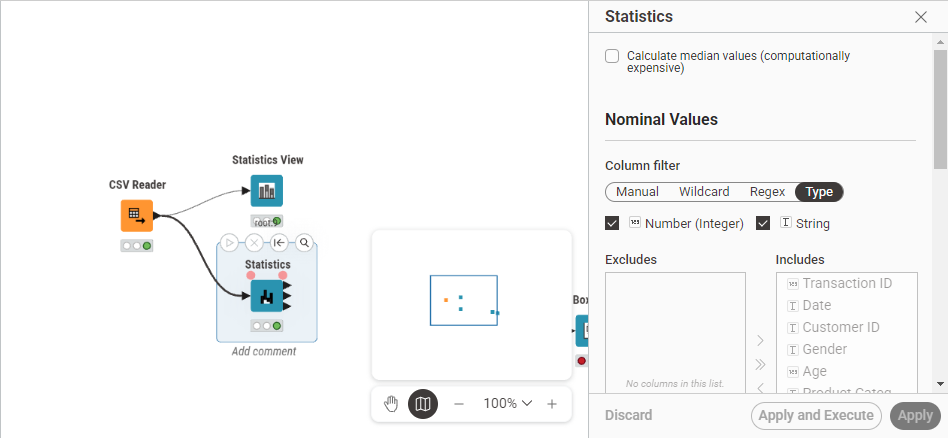 Statistics
Calculate median values (computationally
expensive)
Nominal Values
Column filter
Manual Wildcard Regex Type
Number (Integer) String
Excludes Includes
No columns in this list.
Transaction ID
Date
Customer ID
Gender
Age
Product Categ
Discard Apply and Execute Apply
Statistics View
CSV Reader
root:9
Statistics
Add comment
Box
100%